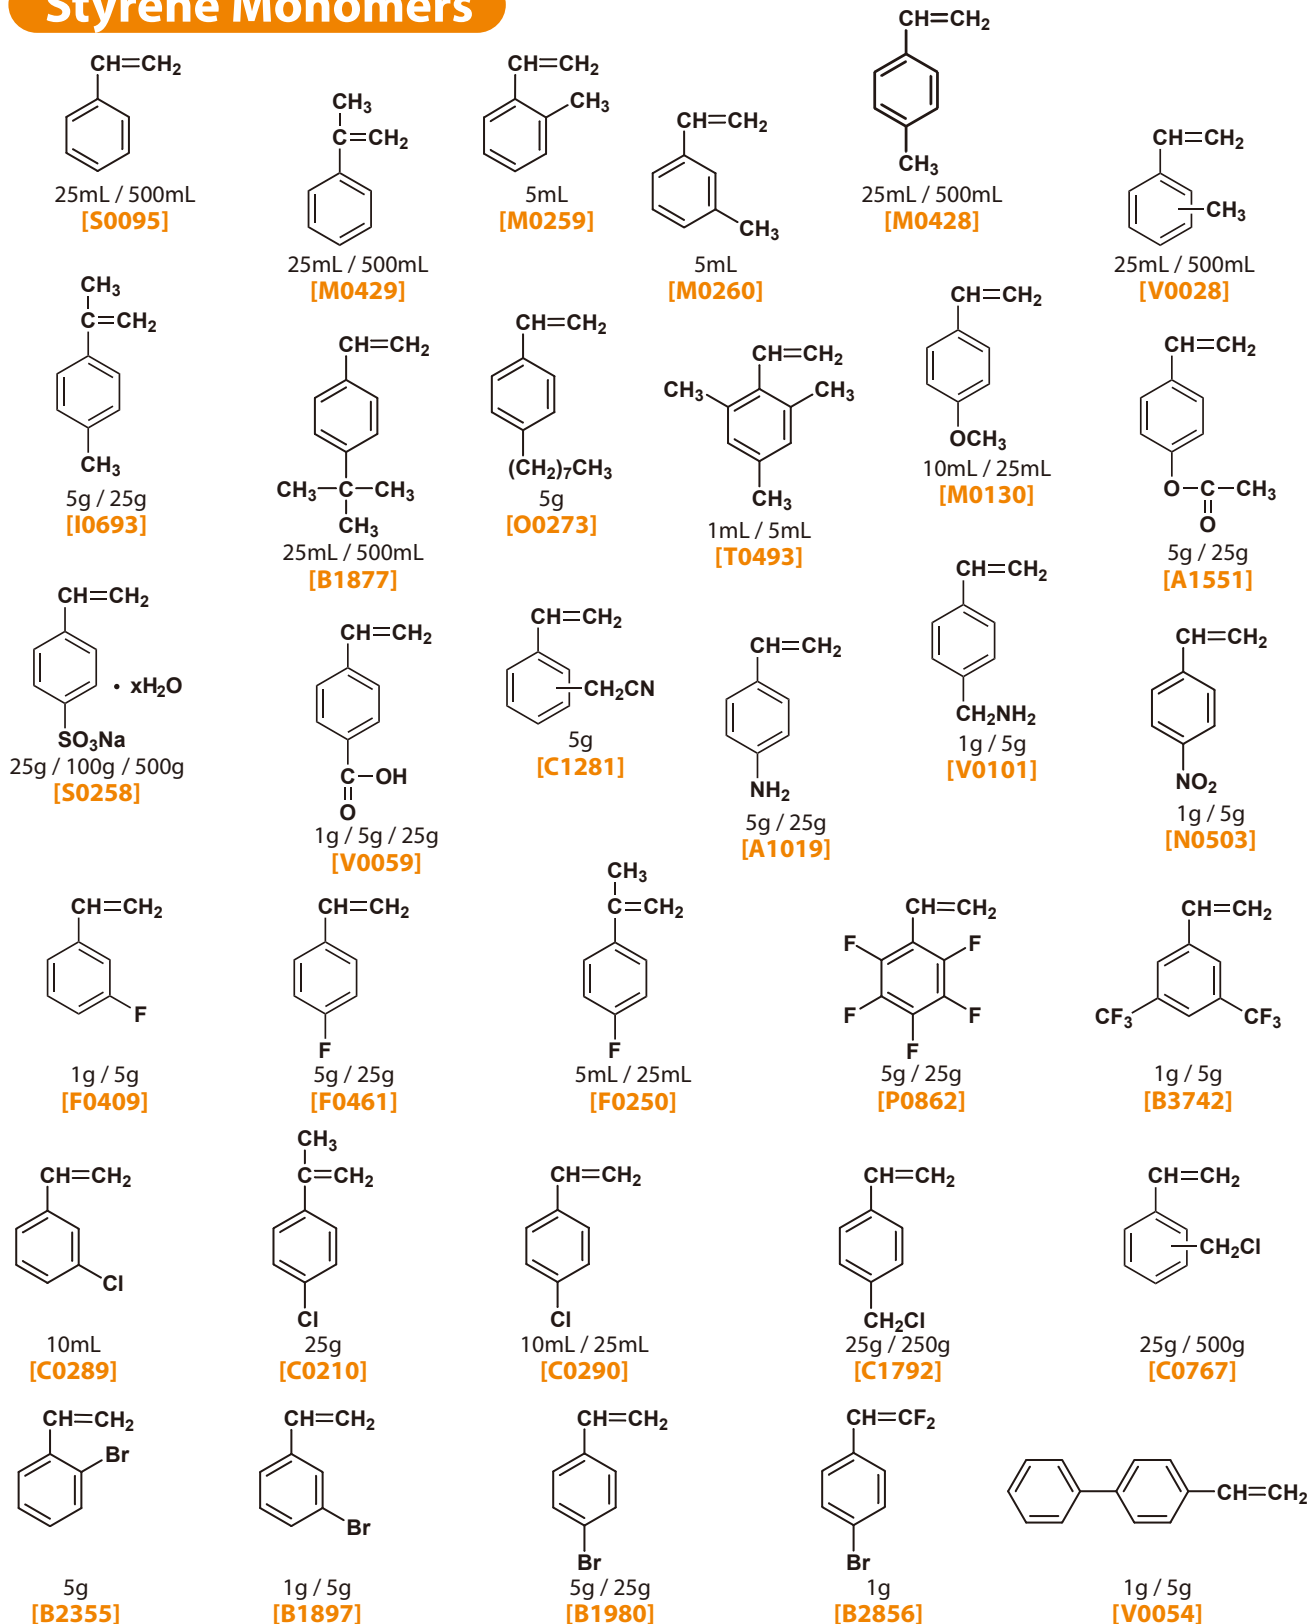 Styrene Monomers
CH=CH2
25mL / 500mL
[S0095]
CH3
C=CH2
25mL / 500mL
[M0429]
CH=CH2
CH3
5mL
[M0259]
CH=CH2
CH3
5mL
[M0260]
CH=CH2
CH3
25mL / 500mL
[M0428]
CH=CH2
CH3
25mL / 500mL
[V0028]
CH3
C=CH2
CH3
5g / 25g
[I0693]
CH=CH2
CH3—C—CH3
CH3
25mL / 500mL
[B1877]
CH=CH2
(CH2)7CH3
5g
[O0273]
CH=CH2
CH3 CH3
CH3
1mL / 5mL
[T0493]
CH=CH2
OCH3
10mL / 25mL
[M0130]
CH=CH2
O—C—CH3
O
5g / 25g
[A1551]
CH=CH2
· xH2O
SO3Na
25g / 100g / 500g
[S0258]
CH=CH2
C—OH
O
1g / 5g / 25g
[V0059]
CH=CH2
CH2CN
5g
[C1281]
CH=CH2
NH2
5g / 25g
[A1019]
CH=CH2
CH2NH2
1g / 5g
[V0101]
CH=CH2
NO2
1g / 5g
[N0503]
CH=CH2
F
1g / 5g
[F0409]
CH=CH2
F
5g / 25g
[F0461]
CH3
C=CH2
F
5mL / 25mL
[F0250]
CH=CH2
F F
F F
F
5g / 25g
[P0862]
CH=CH2
CF3 CF3
1g / 5g
[B3742]
CH=CH2
Cl
10mL
[C0289]
CH3
C=CH2
Cl
25g
[C0210]
CH=CH2
Cl
10mL / 25mL
[C0290]
CH=CH2
CH2Cl
25g / 250g
[C1792]
CH=CH2
CH2Cl
25g / 500g
[C0767]
CH=CH2
Br
5g
[B2355]
CH=CH2
Br
1g / 5g
[B1897]
CH=CH2
Br
5g / 25g
[B1980]
CH=CF2
Br
1g
[B2856]
CH=CH2
1g / 5g
[V0054]